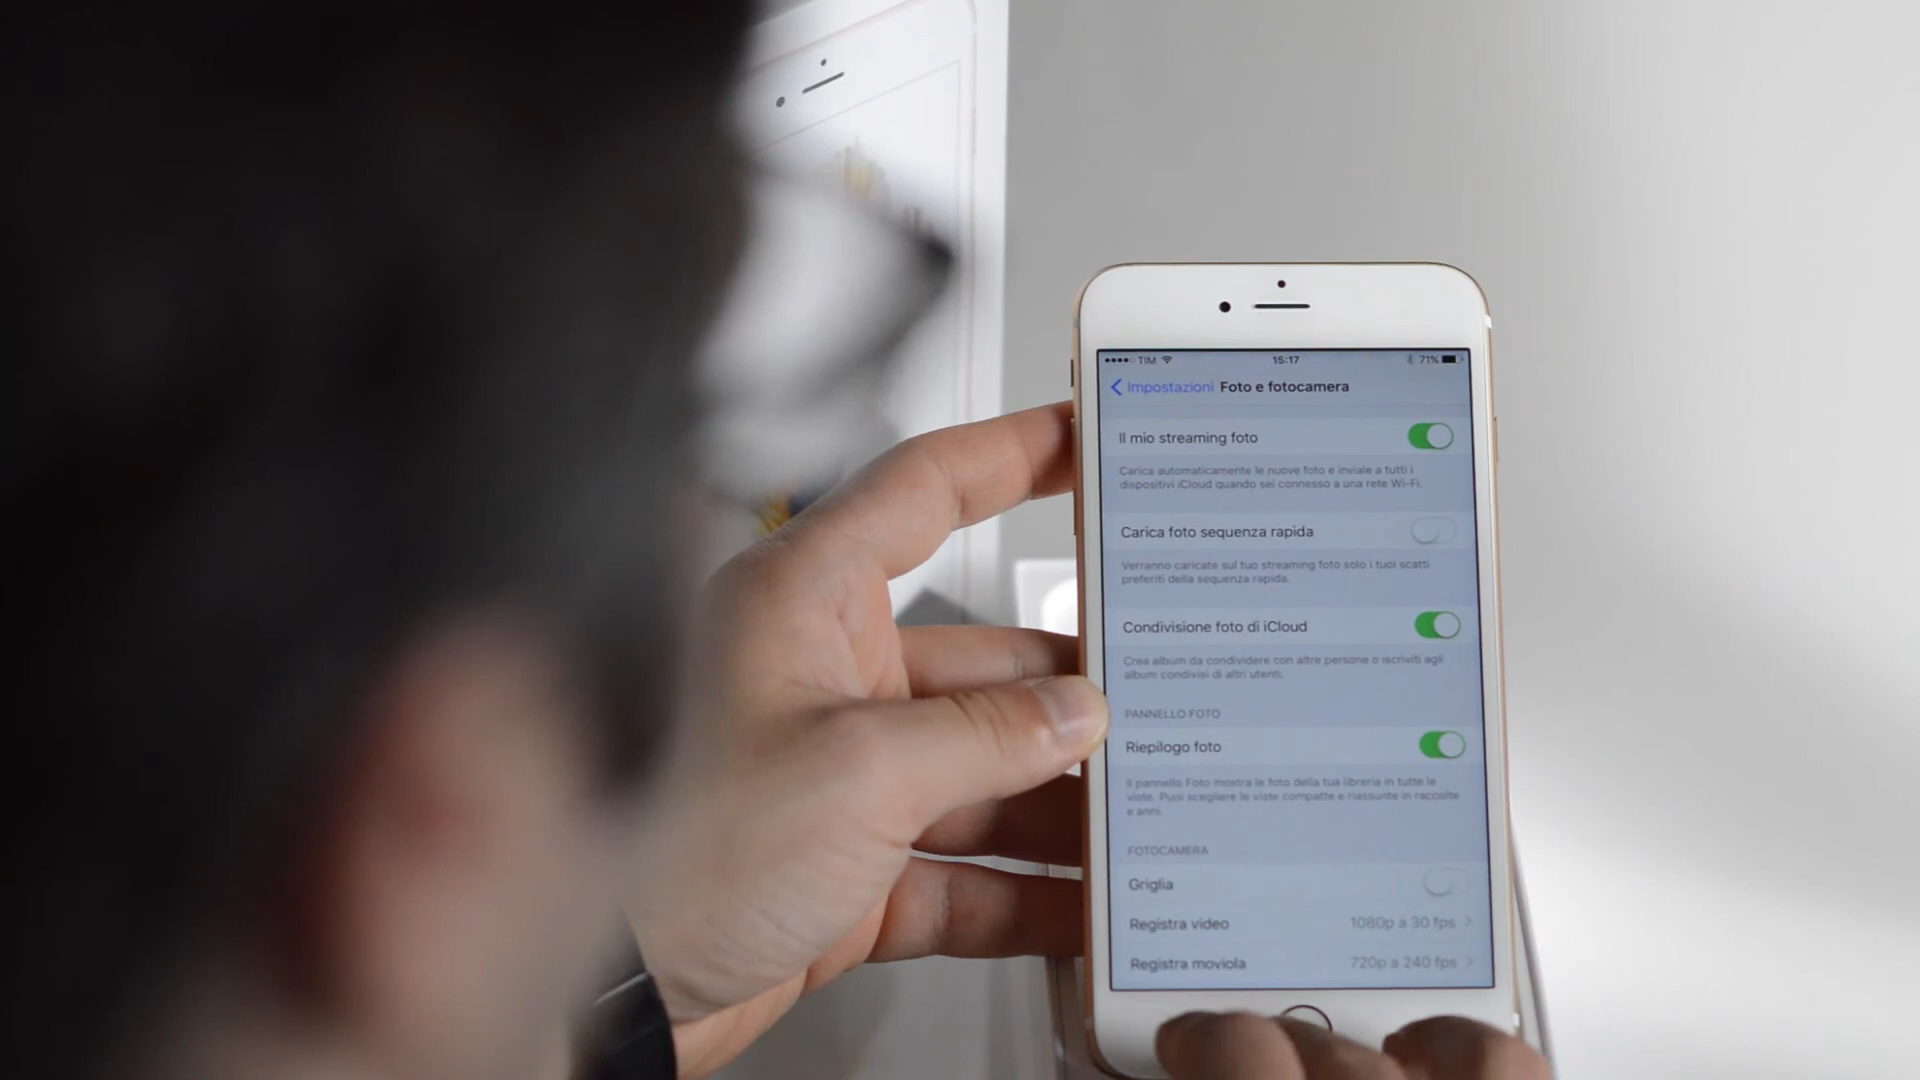 TIM 15:17 71%
Impostazioni Foto e fotocamera
Il mio streaming foto
Carica automaticamente le nuove foto e inviale a tutti i
dispositivi iCloud quando sei connesso a una rete Wi-Fi.
Carica foto sequenza rapida
Verranno caricate sul tuo streaming foto solo i tuoi scatti
preferiti della sequenza rapida.
Condivisione foto di iCloud
Crea album da condividere con altre persone o iscriviti agli
album condivisi di altri utenti.
PANNELLO FOTO
Riepilogo foto
Il pannello Foto mostra le foto della tua libreria in tutte le
viste. Puoi scegliere le viste compatte e riassunte in raccolte
e anni.
FOTOCAMERA
Griglia
Registra video 1080p a 30 fps
Registra moviola 720p a 240 fps